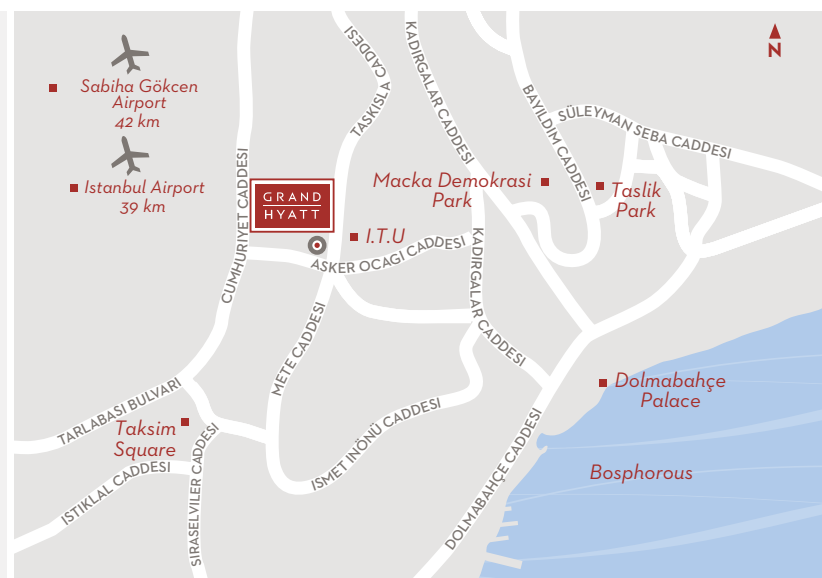 Sabiha Gökcen
Airport
42 km
Istanbul Airport
39 km
CUMHURIYET CADDESI
GRAND
HYATT
TASKISLA CADDESI
KADIRGALAR CADDESI
BAYILDIM CADDESI
SÜLEYMAN SEBA CADDESI
N
Macka Demokrasi
Park
Taslik
Park
I.T.U
ASKER OCAGI CADDESI
KADIRGALAR CADDESI
METE CADDESI
TARLABASI BULVARI
Taksim
Square
ISTIKLAL CADDESI
SIRASELVILER CADDESI
ISMET INÖNÜ CADDESI
DOLMABAHÇE CADDESI
Dolmabahçe
Palace
Bosphorous